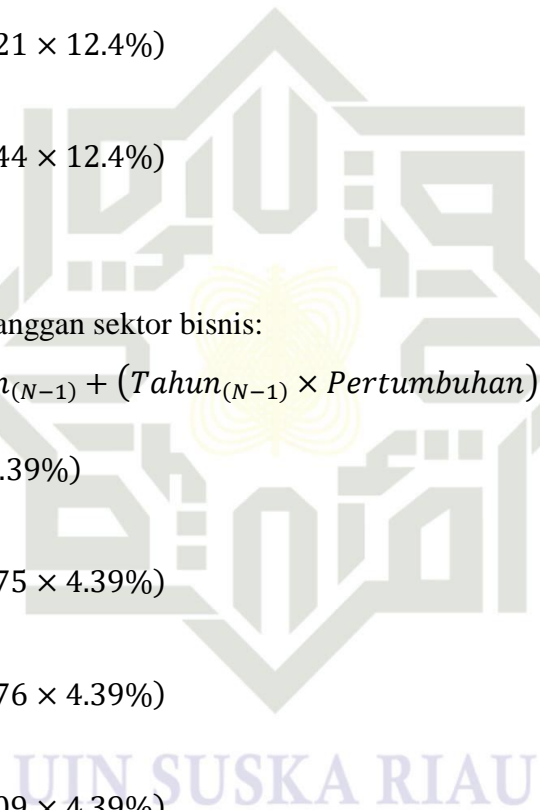 21 × 12.4%)
44 × 12.4%)
anggan sektor bisnis:
n(N−1) + (Tahun(N−1) × Pertumbuhan)
.39%)
75 × 4.39%)
76 × 4.39%)
UIN SUSKA RIAU
09 × 4.39%)